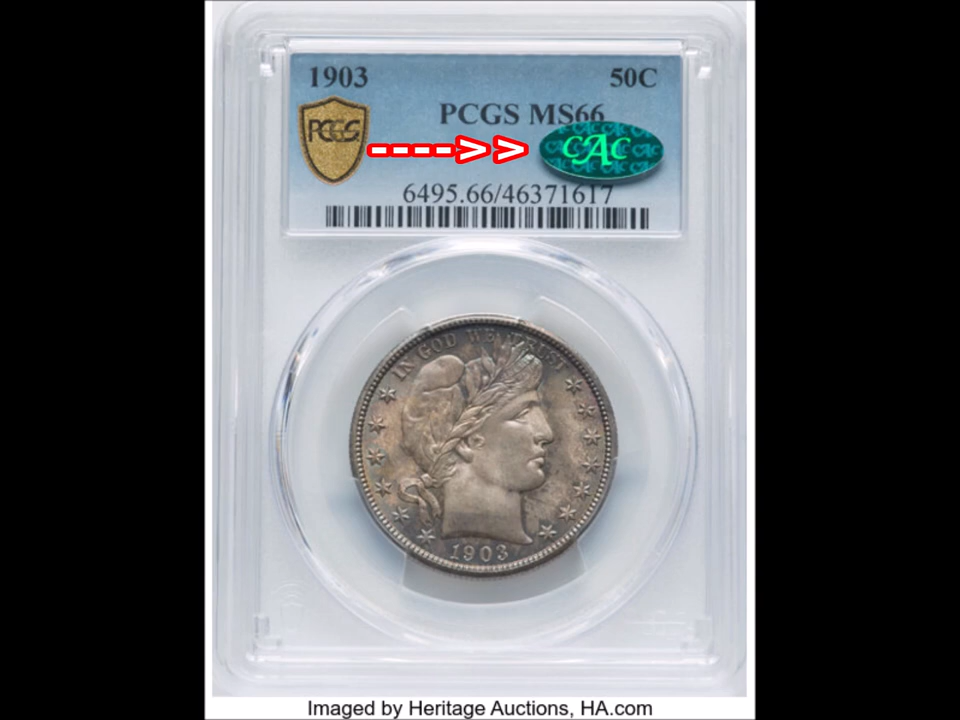 1903 50C
PCGS MS66
PCGS
CAC
6495.66/46371617
IN GOD WE TRUST
1903
Imaged by Heritage Auctions, HA.com